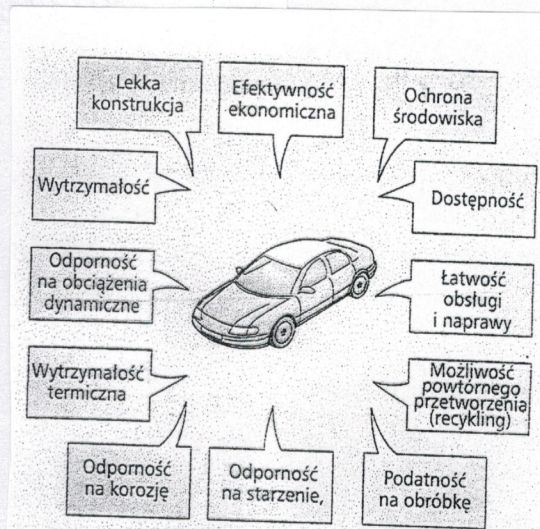 Lekka
konstrukcja
Efektywność
ekonomiczna
Ochrona
środowiska
Wytrzymałość
Dostępność
Odporność
na obciążenia
dynamiczne
Łatwość
obsługi
i naprawy
Wytrzymałość
termiczna
Możliwość
powtórnego
przetworzenia
(recykling)
Odporność
na korozję
Odporność
na starzenie,
Podatność
na obróbkę